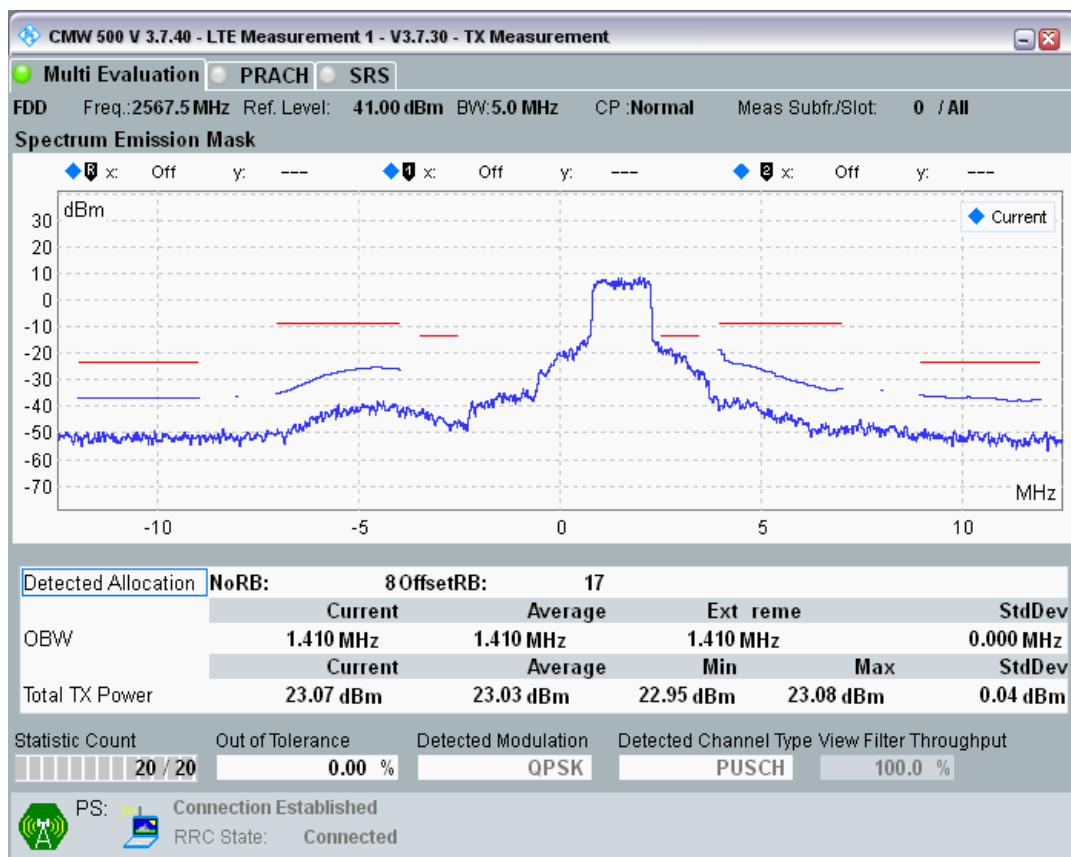 CMW 500 V 3.7.40 - LTE Measurement 1 - V3.7.30 - TX Measurement
Multi Evaluation PRACH SRS
FDD Freq.:2567.5 MHz Ref. Level: 41.00 dBm BW:5.0 MHz CP :Normal Meas Subfr./Slot: 0 / All
Spectrum Emission Mask
R x: Off y: --- 1 x: Off y: --- 2 x: Off y: ---
dBm
Current
30
20
10
0
-10
-20
-30
-40
-50
-60
-70
MHz
-10 -5 0 5 10
Detected Allocation NoRB: 8 OffsetRB: 17
Current Average Ext reme StdDev
OBW 1.410 MHz 1.410 MHz 1.410 MHz 0.000 MHz
Current Average Min Max StdDev
Total TX Power 23.07 dBm 23.03 dBm 22.95 dBm 23.08 dBm 0.04 dBm
Statistic Count Out of Tolerance Detected Modulation Detected Channel Type View Filter Throughput
20 / 20 0.00 % QPSK PUSCH 100.0 %
PS: Connection Established
RRC State: Connected